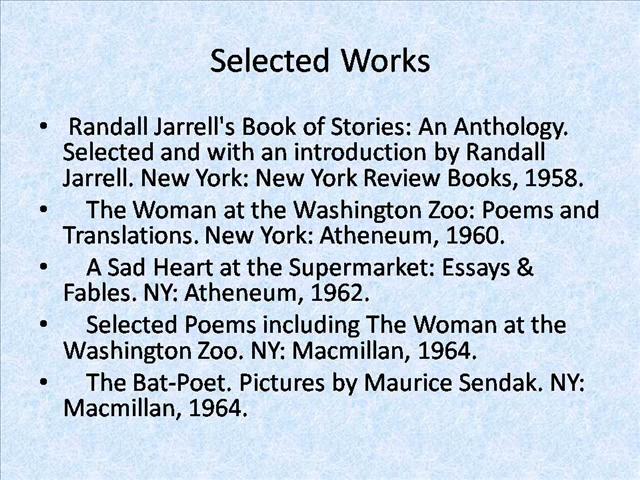 Selected Works
• Randall Jarrell's Book of Stories: An Anthology.
Selected and with an introduction by Randall
Jarrell. New York: New York Review Books, 1958.
• The Woman at the Washington Zoo: Poems and
Translations. New York: Atheneum, 1960.
• A Sad Heart at the Supermarket: Essays &
Fables. NY: Atheneum, 1962.
• Selected Poems including The Woman at the
Washington Zoo. NY: Macmillan, 1964.
• The Bat-Poet. Pictures by Maurice Sendak. NY:
Macmillan, 1964.